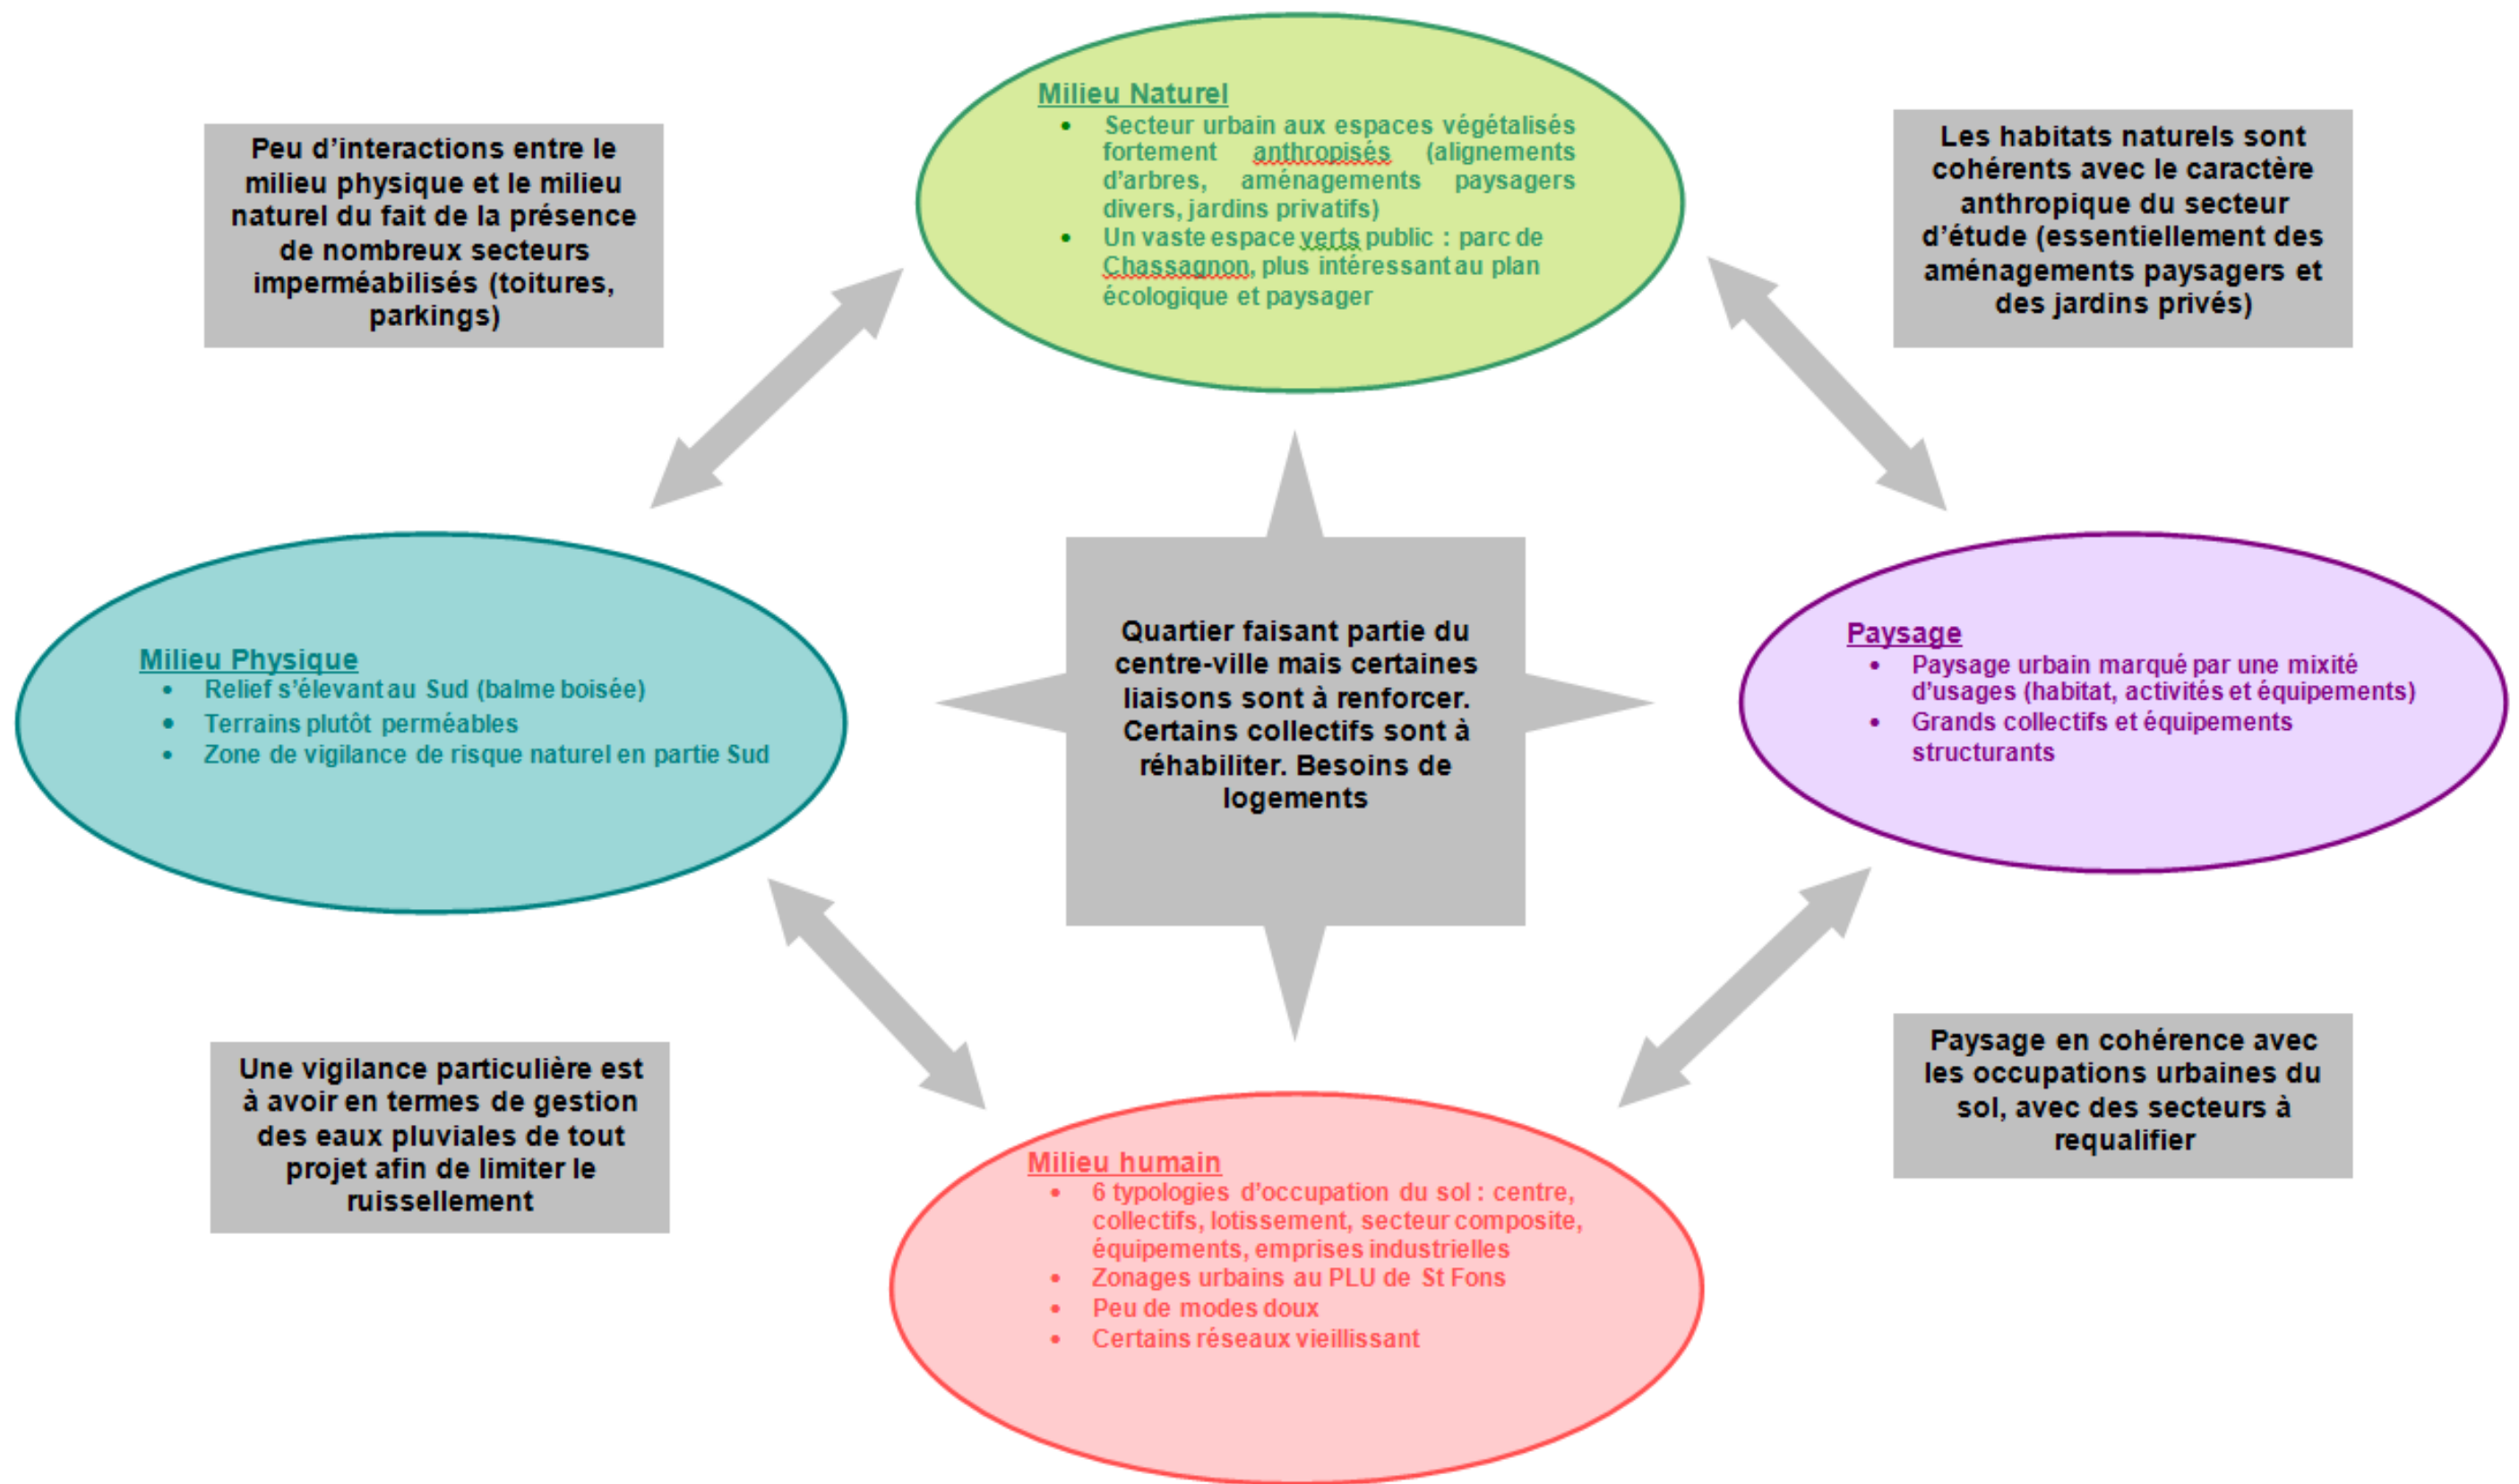 Milieu Naturel
• Secteur urbain aux espaces végétalisés
fortement anthropisés (alignements
d’arbres, aménagements paysagers
divers, jardins privatifs)
• Un vaste espace verts public : parc de
Chassagnon, plus intéressant au plan
écologique et paysager
Peu d’interactions entre le
milieu physique et le milieu
naturel du fait de la présence
de nombreux secteurs
imperméabilisés (toitures,
parkings)
Les habitats naturels sont
cohérents avec le caractère
anthropique du secteur
d’étude (essentiellement des
aménagements paysagers et
des jardins privés)
Milieu Physique
• Relief s’élevant au Sud (balme boisée)
• Terrains plutôt perméables
• Zone de vigilance de risque naturel en partie Sud
Quartier faisant partie du
centre-ville mais certaines
liaisons sont à renforcer.
Certains collectifs sont à
réhabiliter. Besoins de
logements
Paysage
• Paysage urbain marqué par une mixité
d’usages (habitat, activités et équipements)
• Grands collectifs et équipements
structurants
Une vigilance particulière est
à avoir en termes de gestion
des eaux pluviales de tout
projet afin de limiter le
ruissellement
Paysage en cohérence avec
les occupations urbaines du
sol, avec des secteurs à
requalifier
Milieu humain
• 6 typologies d’occupation du sol : centre,
collectifs, lotissement, secteur composite,
équipements, emprises industrielles
• Zonages urbains au PLU de St Fons
• Peu de modes doux
• Certains réseaux vieillissant